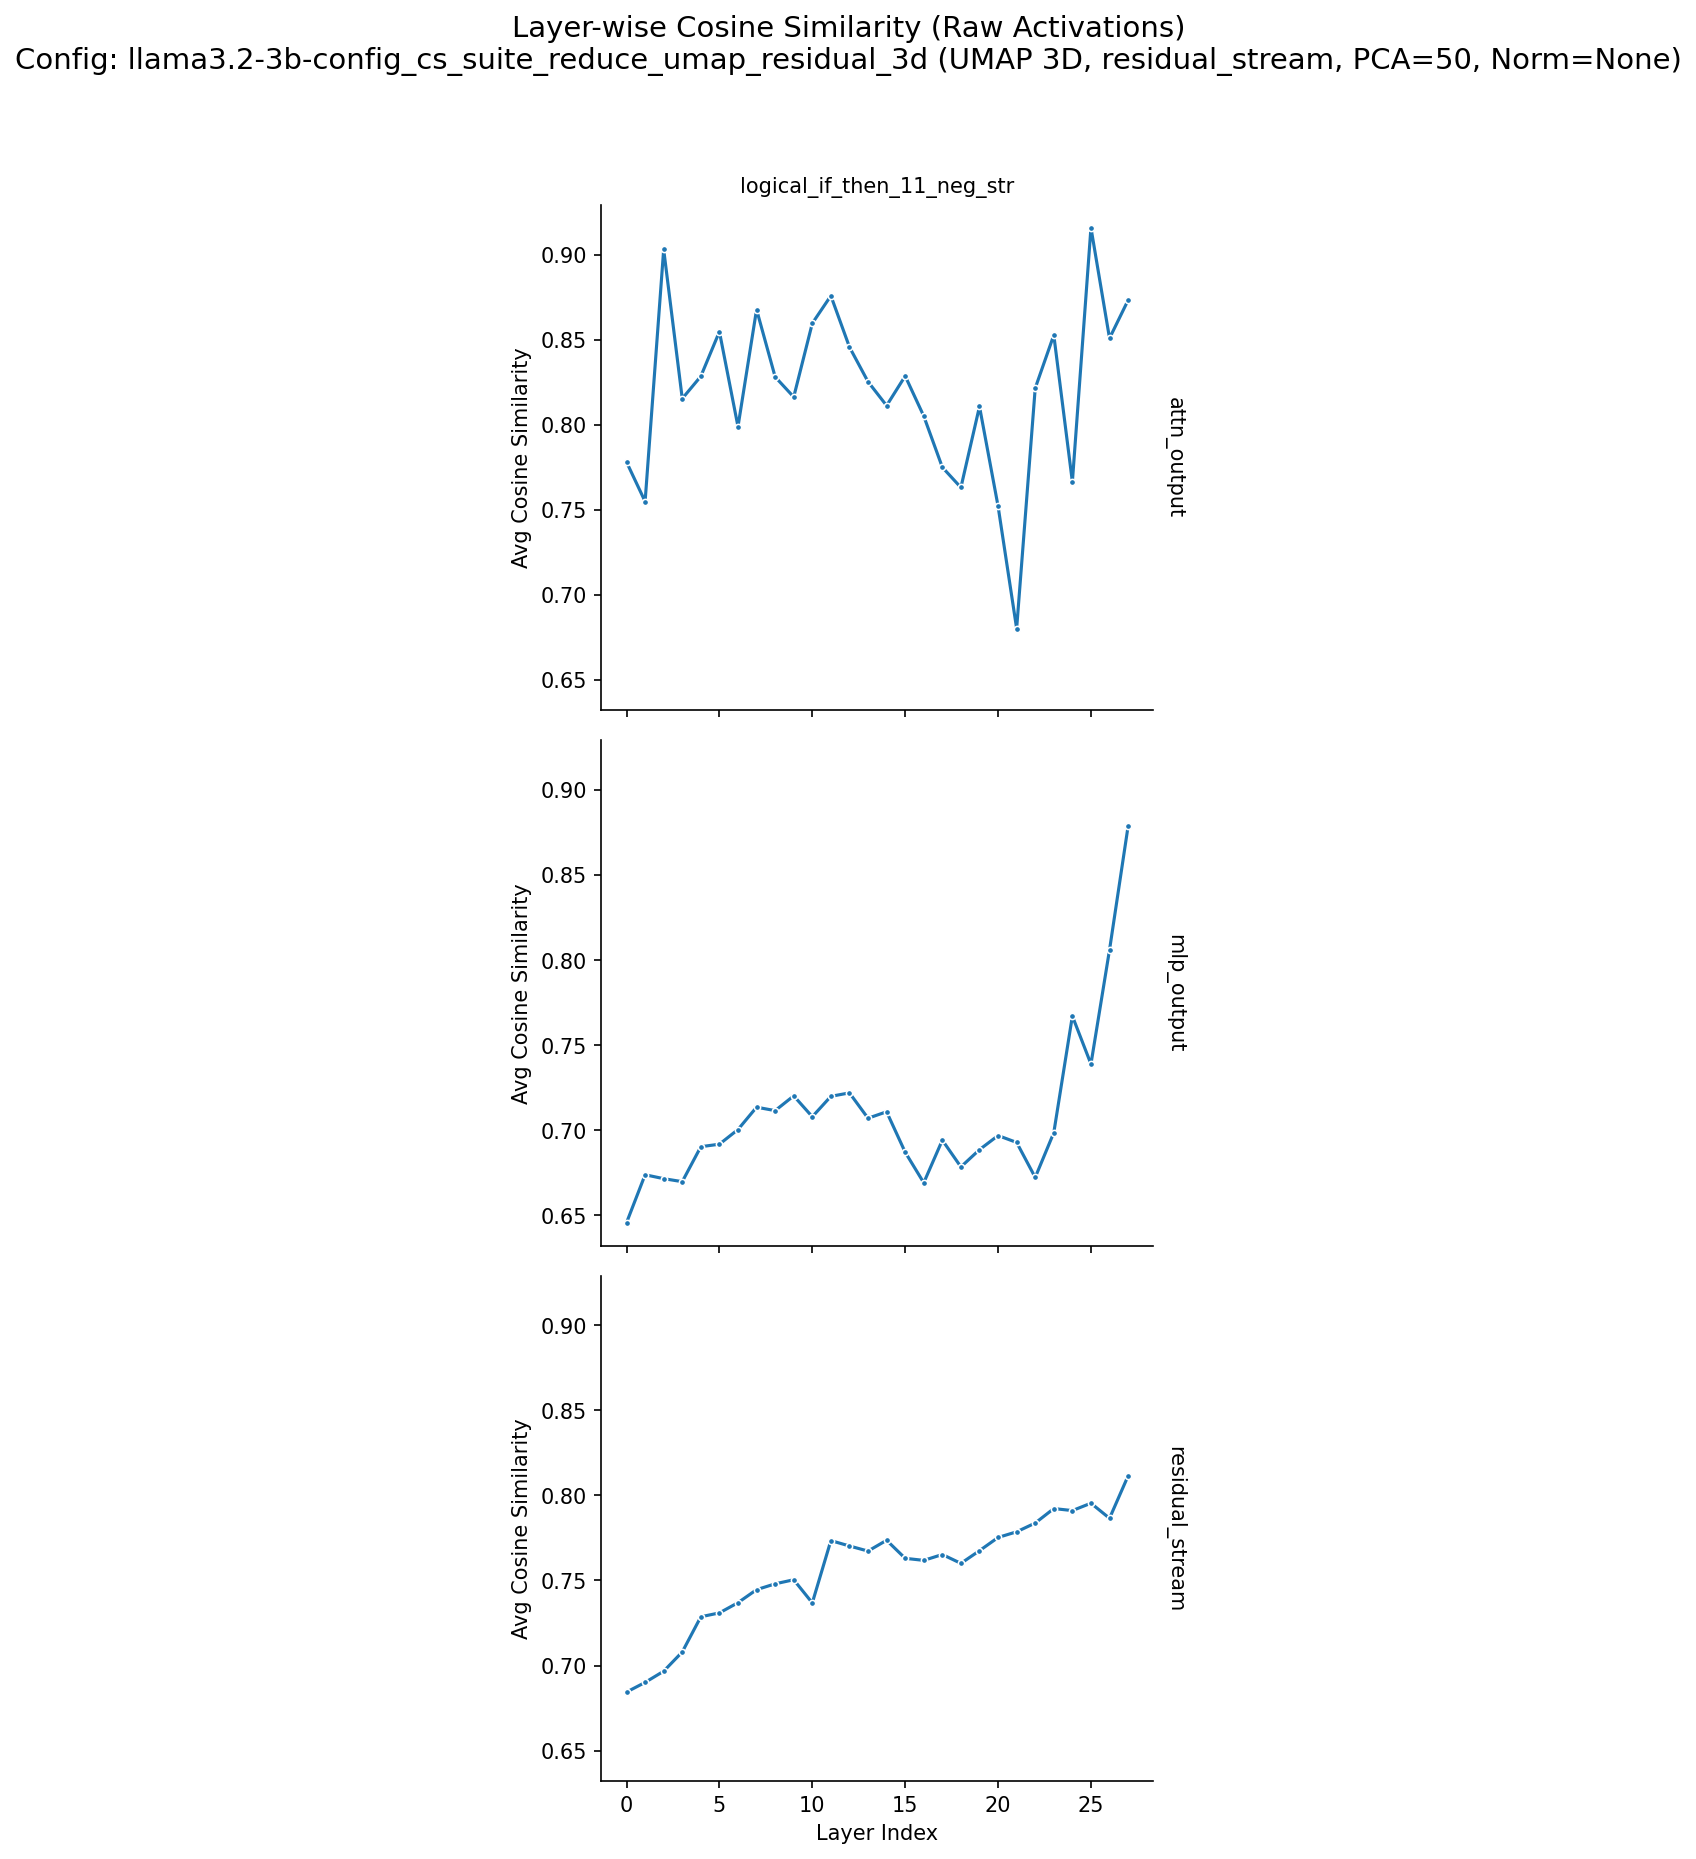 Layer-wise Cosine Similarity (Raw Activations)
Config: llama3.2-3b-config_cs_suite_reduce_umap_residual_3d (UMAP 3D, residual_stream, PCA=50, Norm=None)
logical_if_then_11_neg_str
0.90
0.85
0.80
0.75
0.70
0.65
Avg Cosine Similarity
attn_output
0.90
0.85
0.80
0.75
0.70
0.65
Avg Cosine Similarity
mlp_output
0.90
0.85
0.80
0.75
0.70
0.65
Avg Cosine Similarity
residual_stream
0 5 10 15 20 25
Layer Index